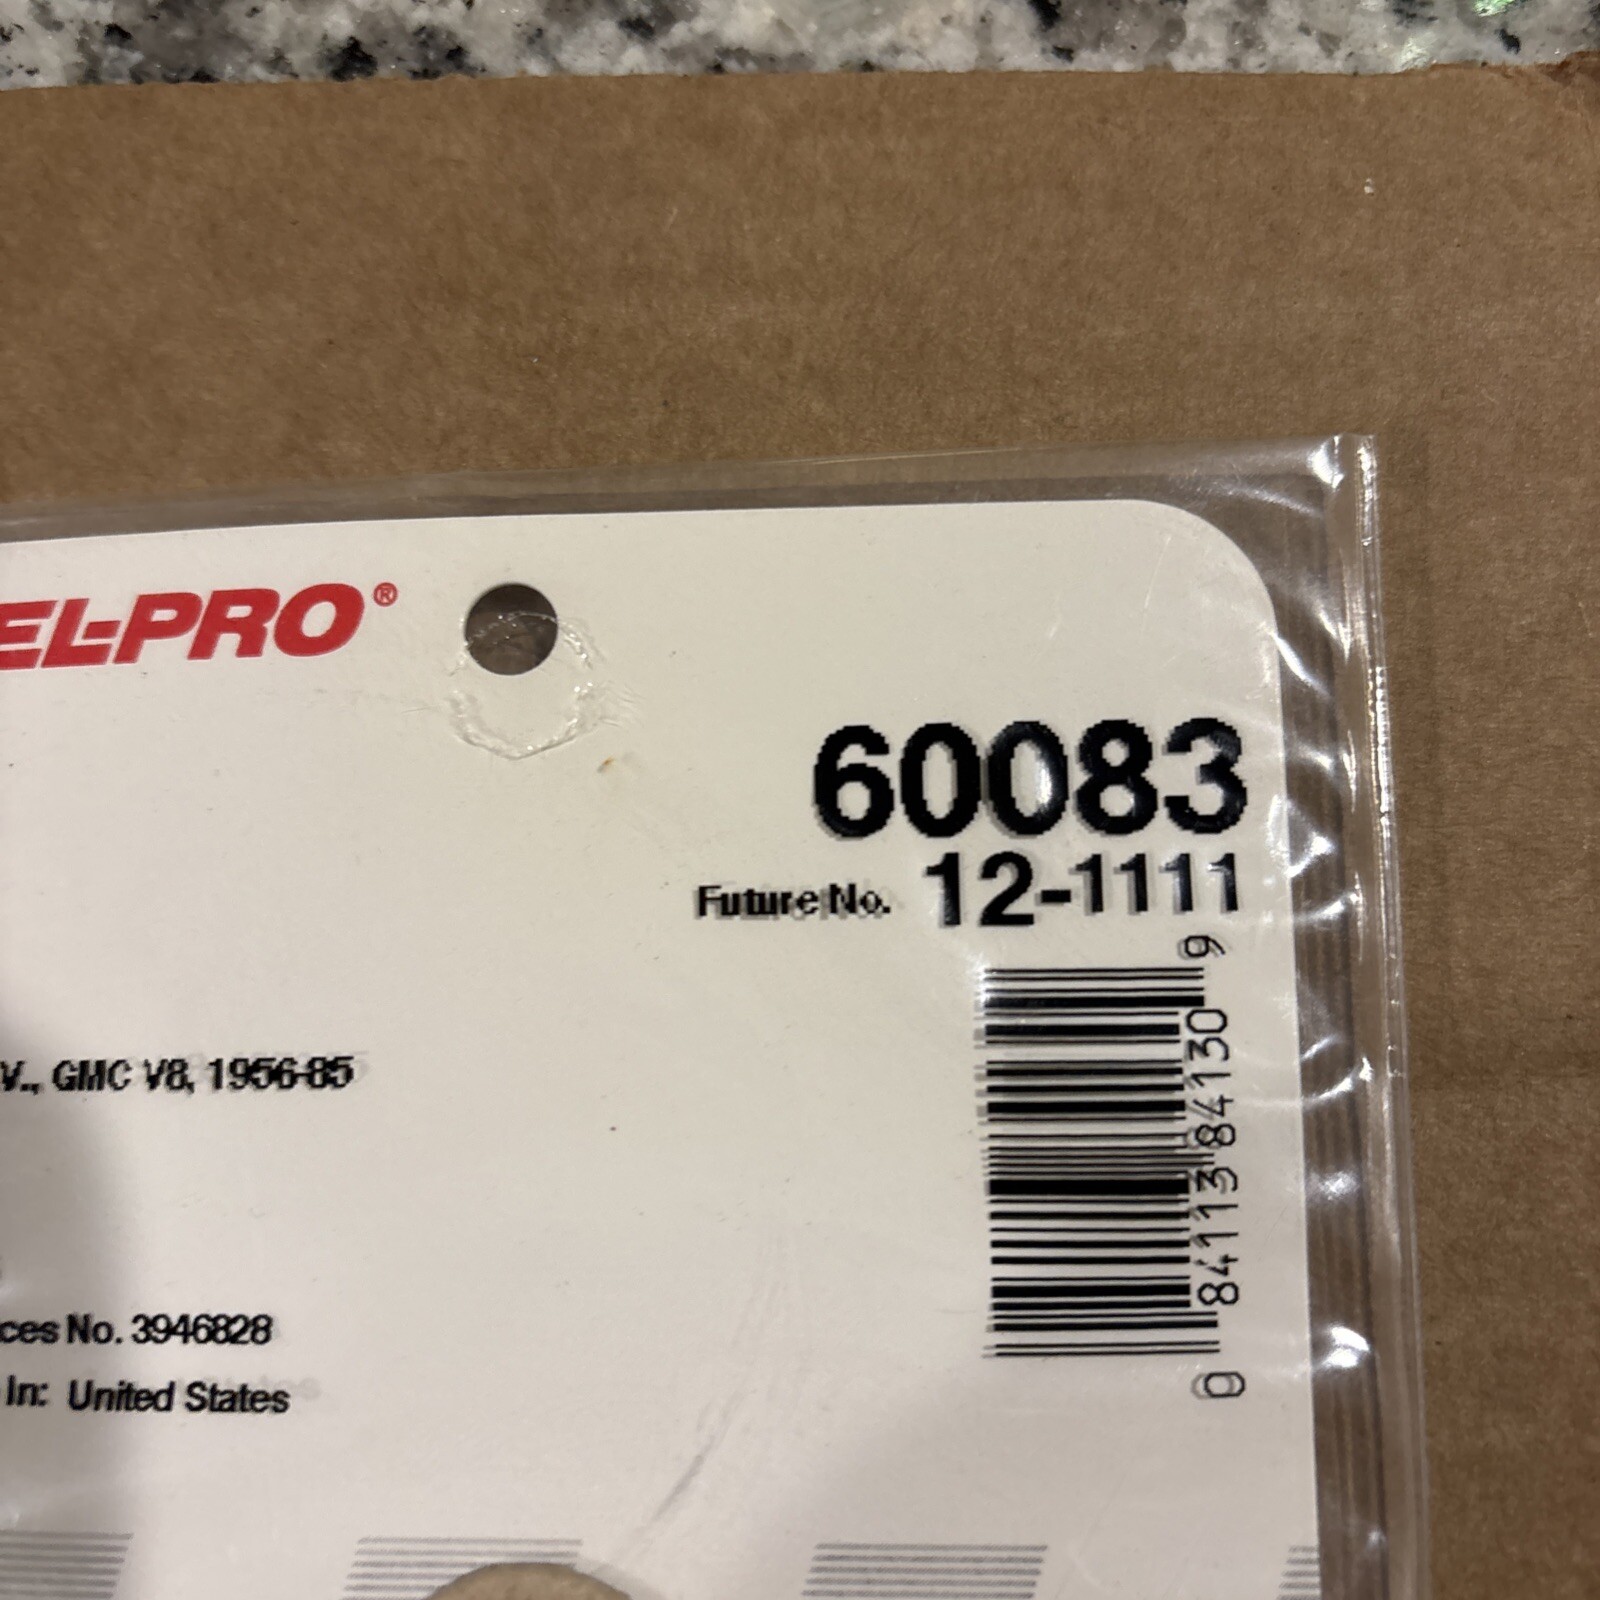 EL-PRO®
60083
Future No. 12-1111
V., GMC V8, 1956-85
ces No. 3946828
In: United States
0 84113 84130 9